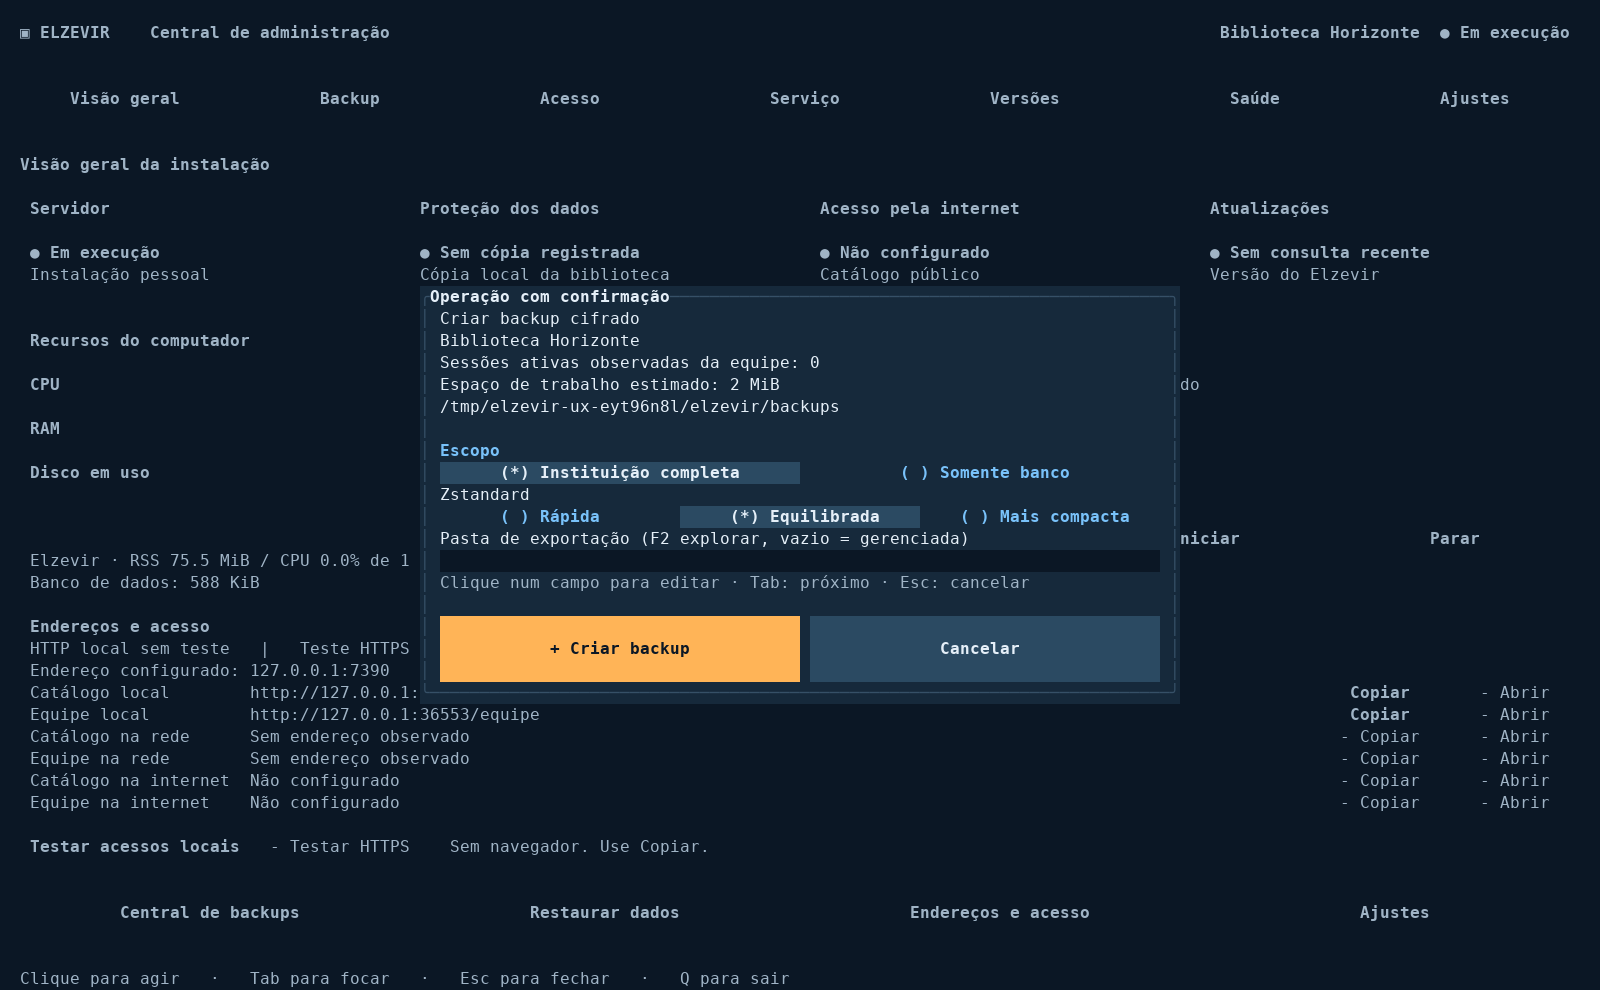 ▣ ELZEVIR Central de administração Biblioteca Horizonte ● Em execução
Visão geral Backup Acesso Serviço Versões Saúde Ajustes
Visão geral da instalação
Servidor Proteção dos dados Acesso pela internet Atualizações
● Em execução ● Sem cópia registrada ● Não configurado ● Sem consulta recente
Instalação pessoal Cópia local da biblioteca Catálogo público Versão do Elzevir
Operação com confirmação
Criar backup cifrado
Recursos do computador Biblioteca Horizonte
Sessões ativas observadas da equipe: 0
CPU Espaço de trabalho estimado: 2 MiB do
/tmp/elzevir-ux-eyt96n8l/elzevir/backups
RAM
Escopo
Disco em uso (*) Instituição completa ( ) Somente banco
Zstandard
( ) Rápida (*) Equilibrada ( ) Mais compacta
Pasta de exportação (F2 explorar, vazio = gerenciada) niciar Parar
Elzevir · RSS 75.5 MiB / CPU 0.0% de 1
Banco de dados: 588 KiB Clique num campo para editar · Tab: próximo · Esc: cancelar
Endereços e acesso
HTTP local sem teste | Teste HTTPS + Criar backup Cancelar
Endereço configurado: 127.0.0.1:7390
Catálogo local http://127.0.0.1: Copiar - Abrir
Equipe local http://127.0.0.1:36553/equipe Copiar - Abrir
Catálogo na rede Sem endereço observado - Copiar - Abrir
Equipe na rede Sem endereço observado - Copiar - Abrir
Catálogo na internet Não configurado - Copiar - Abrir
Equipe na internet Não configurado - Copiar - Abrir
Testar acessos locais - Testar HTTPS Sem navegador. Use Copiar.
Central de backups Restaurar dados Endereços e acesso Ajustes
Clique para agir · Tab para focar · Esc para fechar · Q para sair